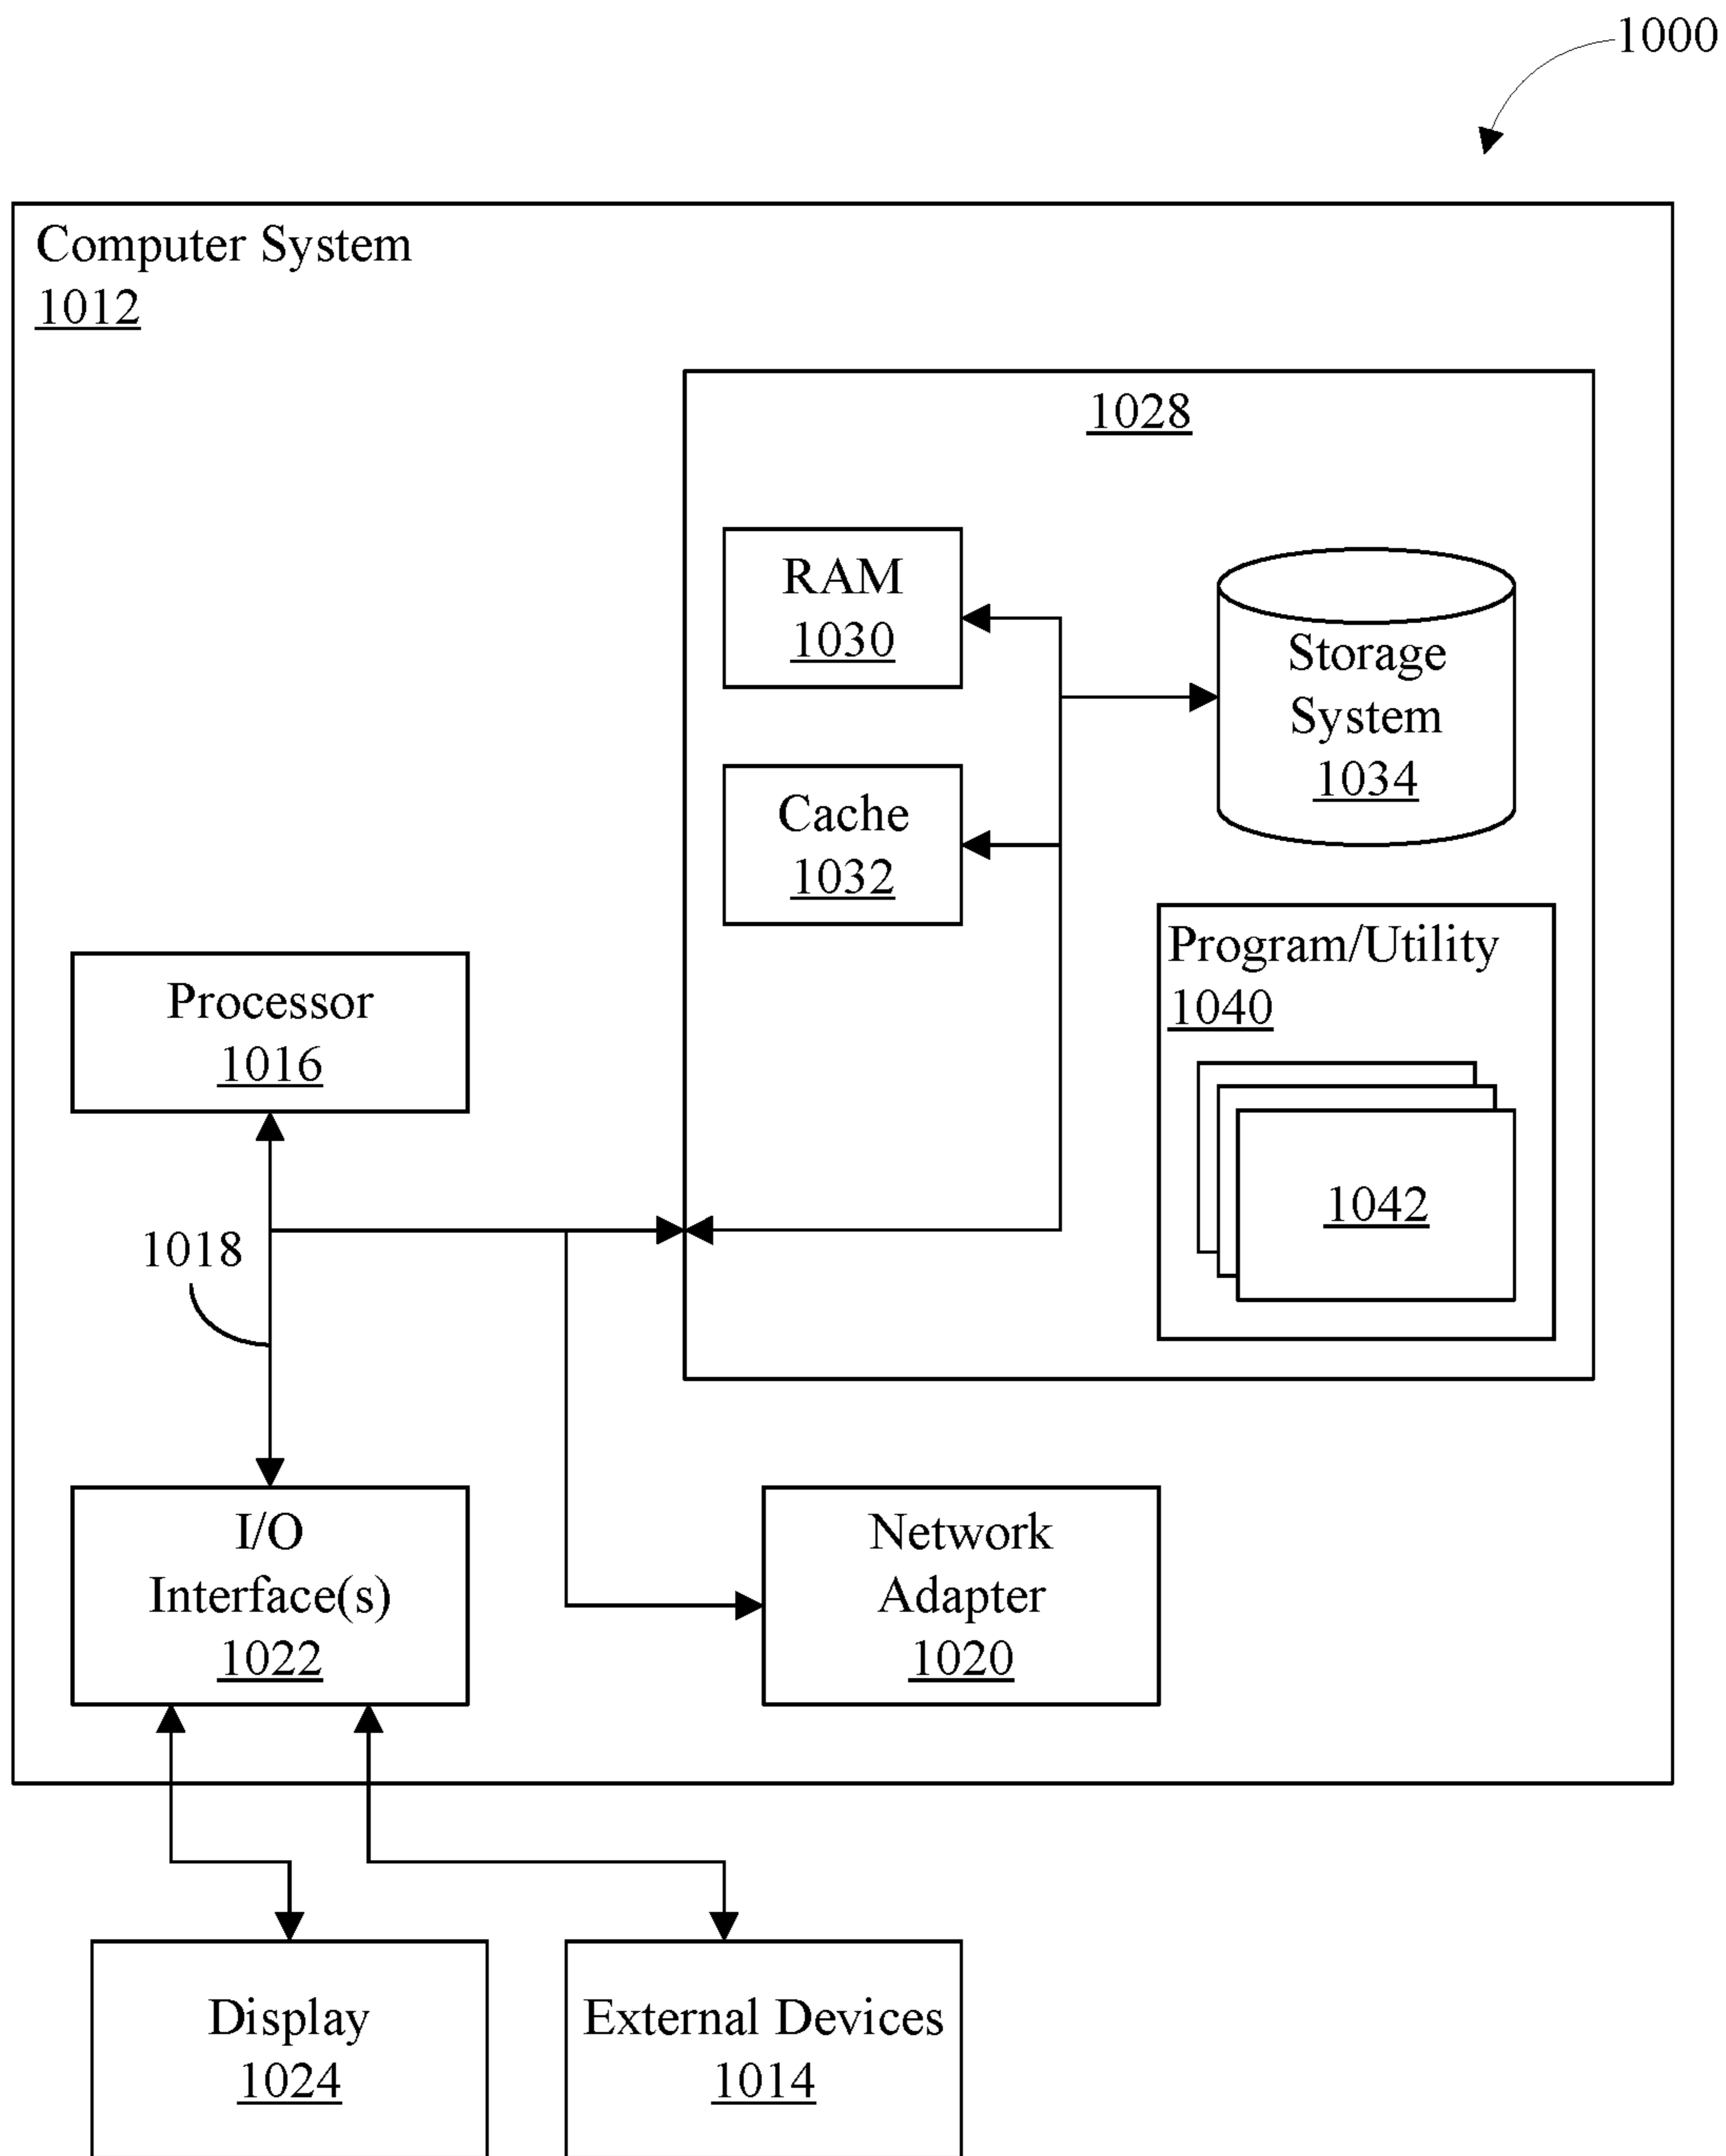 1000
Computer System
1012
1028
RAM
1030
Storage
System
1034
Cache
1032
Program/Utility
1040
Processor
1016
1042
1018
I/O
Interface(s)
1022
Network
Adapter
1020
Display
1024
External Devices
1014